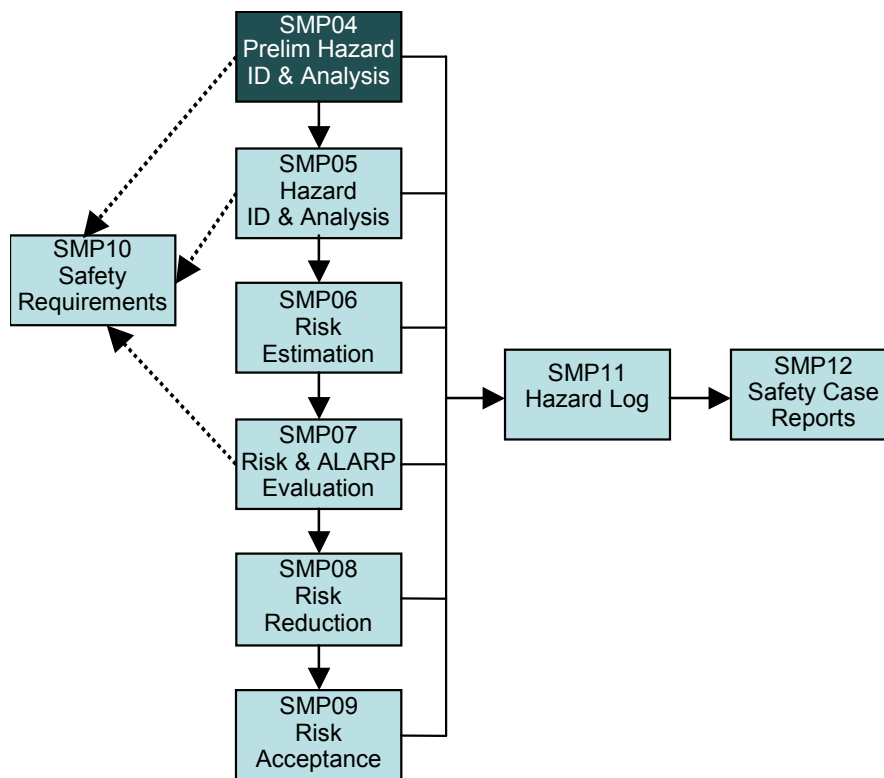 SMP04
Prelim Hazard
ID & Analysis
SMP05
Hazard
ID & Analysis
SMP10
Safety
Requirements
SMP06
Risk
Estimation
SMP11
Hazard Log
SMP12
Safety Case
Reports
SMP07
Risk & ALARP
Evaluation
SMP08
Risk
Reduction
SMP09
Risk
Acceptance